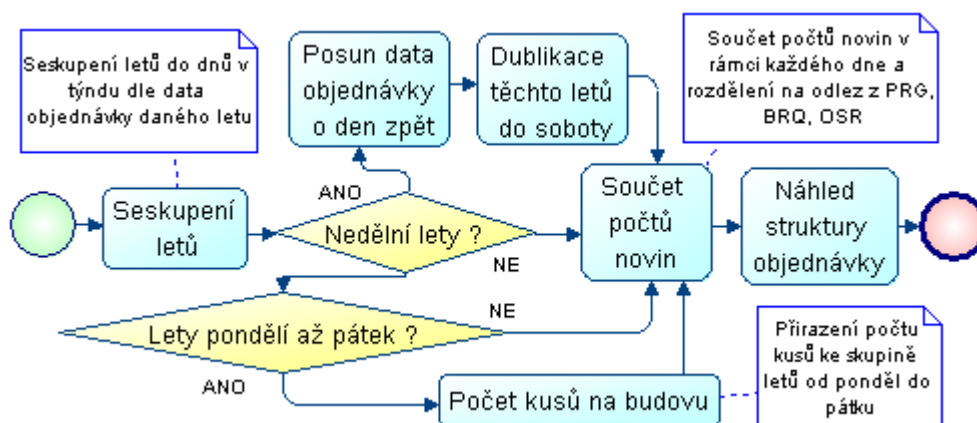 Seskupení letů do dnů v
týndu dle data
objednávky daného letu
Posun data
objednávky
o den zpět
Dublikace
těchto letů
do soboty
Součet počtů novin v
rámci každého dne a
rozdělení na odlez z PRG,
BRQ, OSR
ANO
Seskupení
letů
Nedělní lety ?
NE
Součet
počtů
novin
Náhled
struktury
objednávky
Lety pondělí až pátek ?
NE
ANO
Počet kusů na budovu
Přirazení počtu
kusů ke skupině
letů od ponděl do
pátku